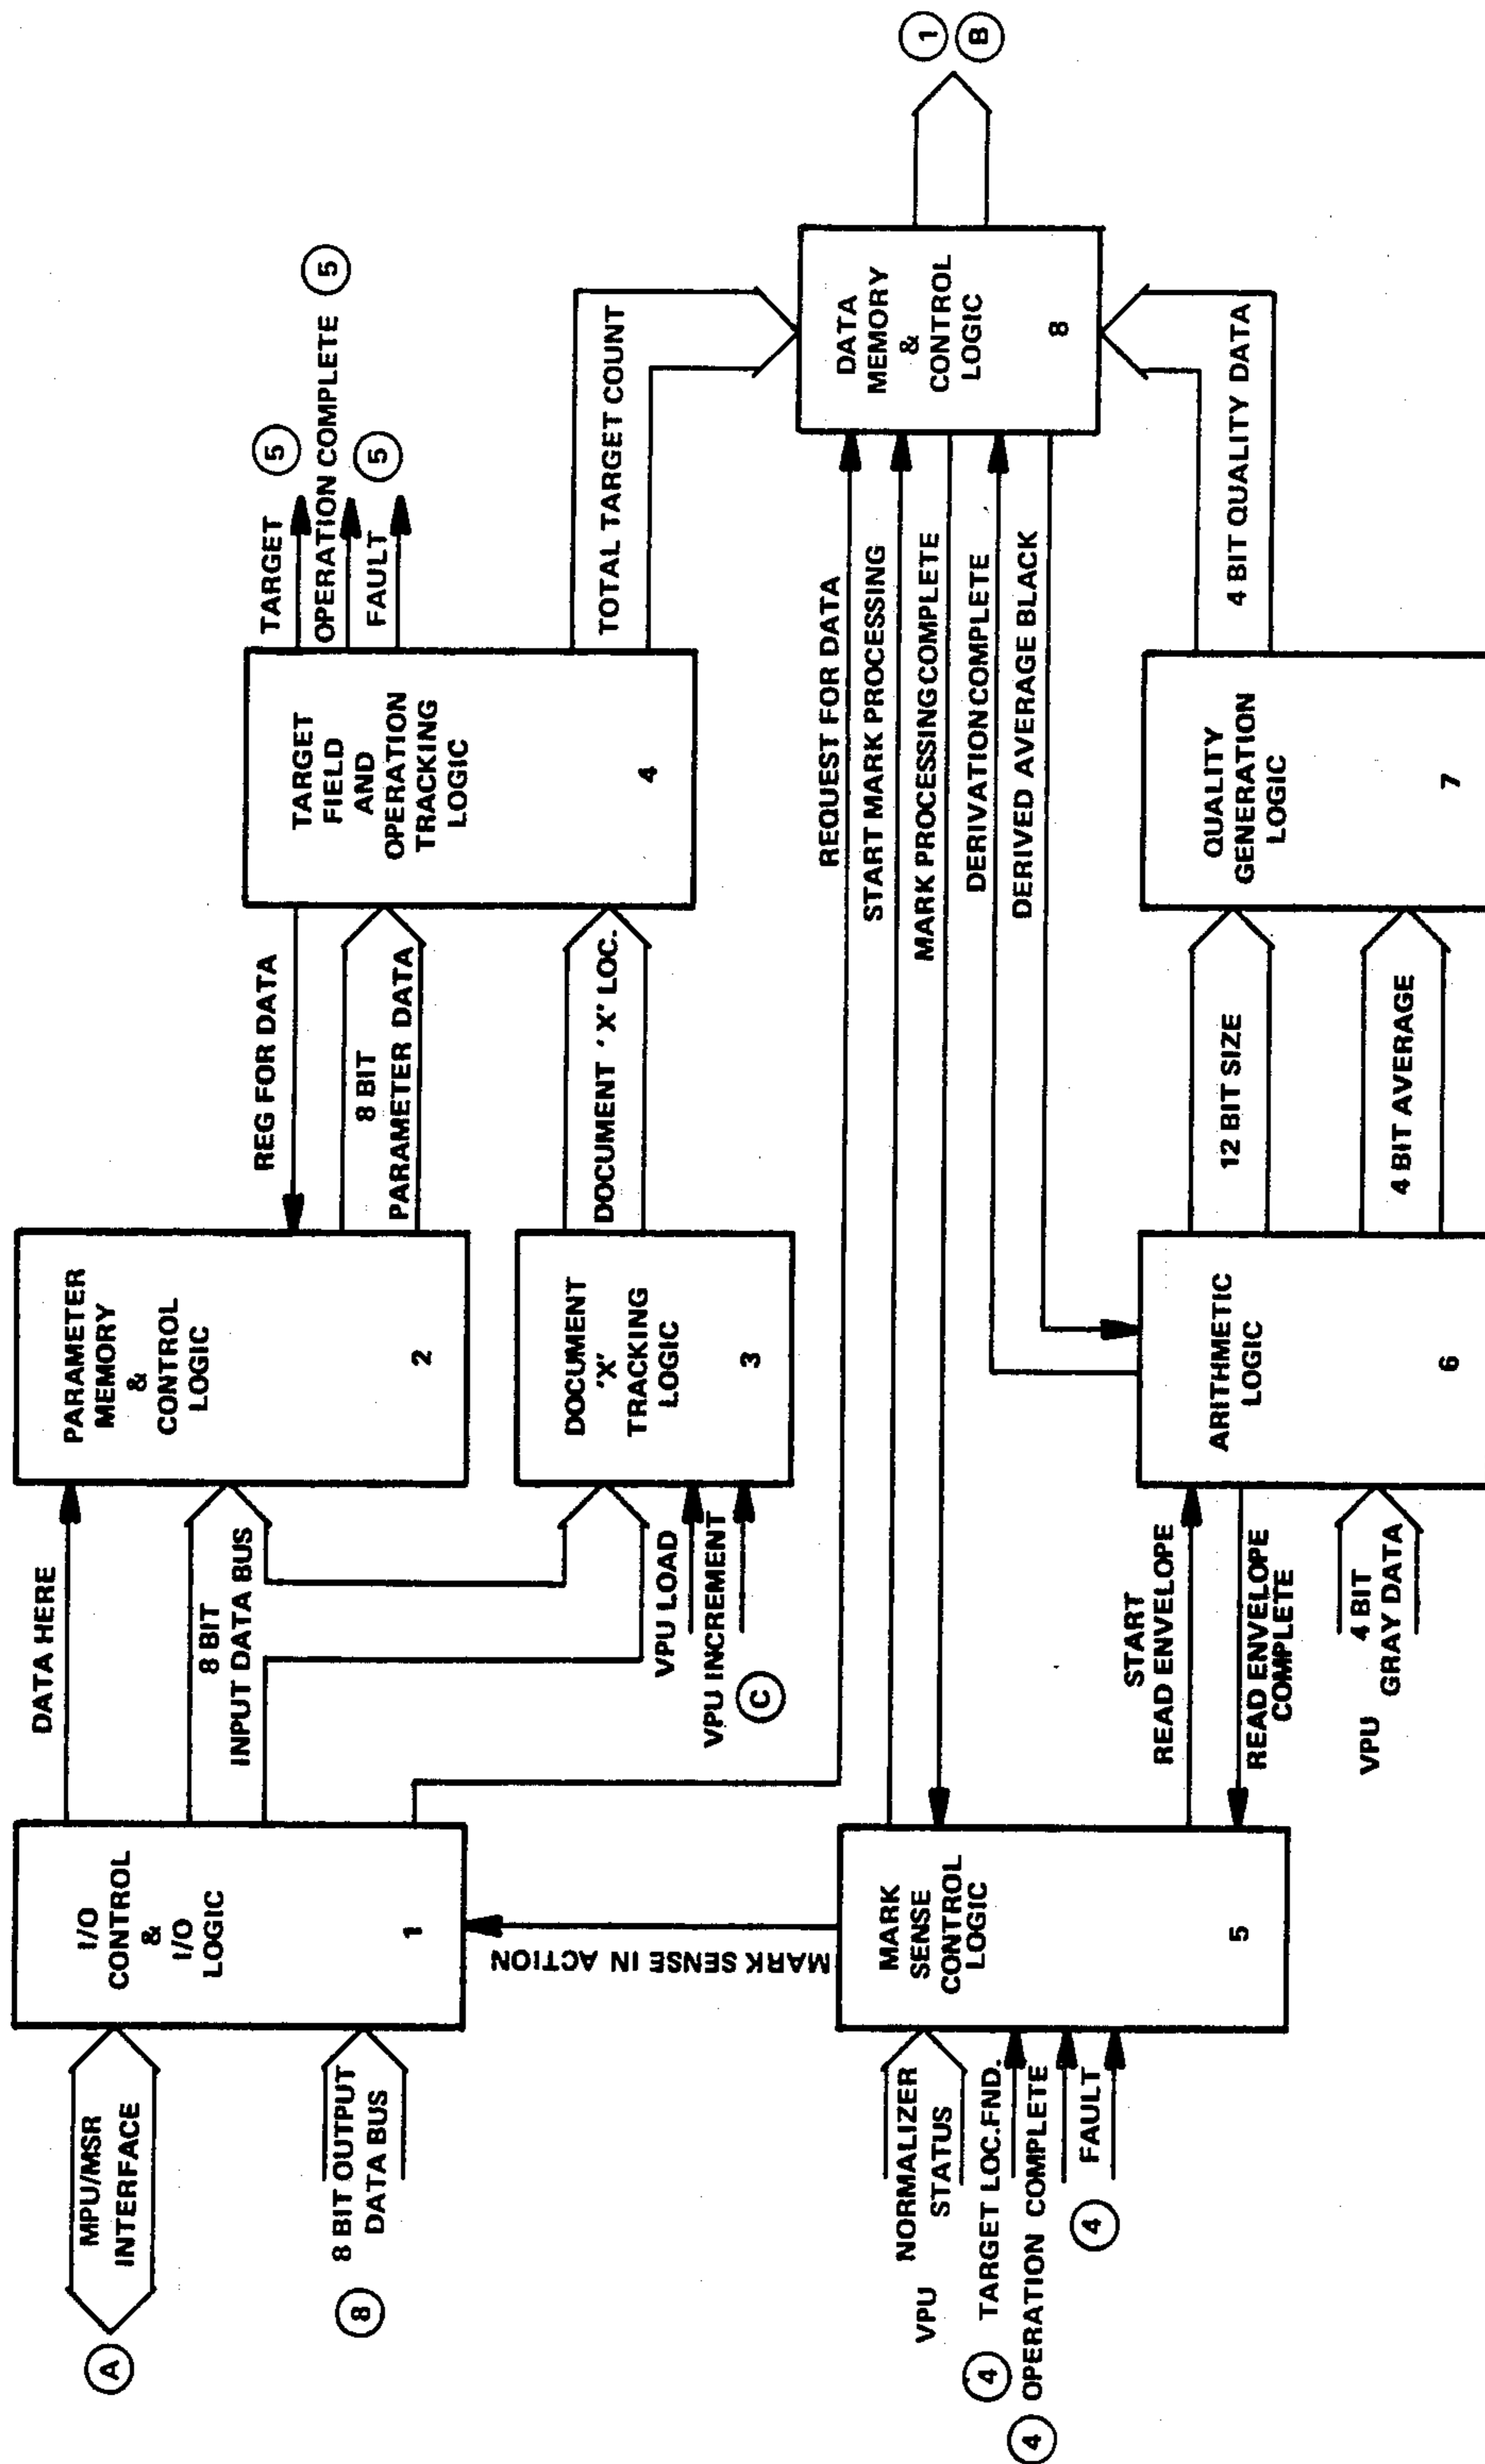 A
MPU/MSR
INTERFACE
8
8 BIT OUTPUT
DATA BUS
I/O
CONTROL
&
I/O
LOGIC
1
DATA HERE
8 BIT
INPUT DATA BUS
PARAMETER
MEMORY
&
CONTROL
LOGIC
2
REG FOR DATA
8 BIT
PARAMETER DATA
VPU LOAD
VPU INCREMENT
C
DOCUMENT
'X'
TRACKING
LOGIC
3
DOCUMENT 'X' LOC.
TARGET
FIELD
AND
OPERATION
TRACKING
LOGIC
4
TARGET
5
OPERATION COMPLETE
5
FAULT
5
TOTAL TARGET COUNT
MARK SENSE IN ACTION
VPU
NORMALIZER
STATUS
4
TARGET LOC.FND.
4
OPERATION COMPLETE
4
FAULT
MARK
SENSE
CONTROL
LOGIC
5
REQUEST FOR DATA
START MARK PROCESSING
MARK PROCESSING COMPLETE
DERIVATION COMPLETE
DERIVED AVERAGE BLACK
DATA
MEMORY
&
CONTROL
LOGIC
8
1
B
START
READ ENVELOPE
READ ENVELOPE
COMPLETE
VPU
4 BIT
GRAY DATA
ARITHMETIC
LOGIC
6
12 BIT SIZE
4 BIT AVERAGE
QUALITY
GENERATION
LOGIC
7
4 BIT QUALITY DATA